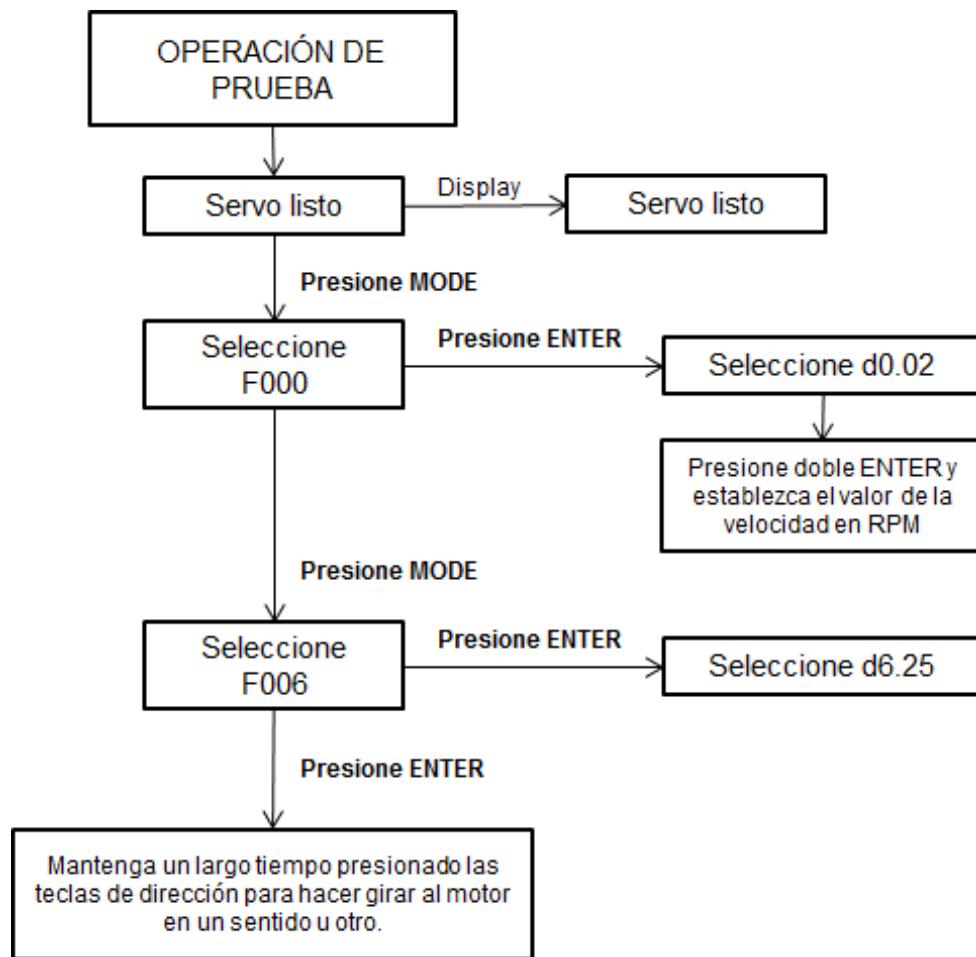 OPERACIÓN DE
PRUEBA
Servo listo
Display
Servo listo
Presione MODE
Seleccione
F000
Presione ENTER
Seleccione d0.02
Presione doble ENTER y
establezca el valor de la
velocidad en RPM
Presione MODE
Seleccione
F006
Presione ENTER
Seleccione d6.25
Presione ENTER
Mantenga un largo tiempo presionado las
teclas de dirección para hacer girar al motor
en un sentido u otro.